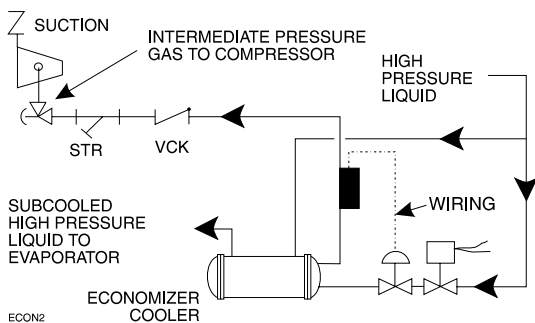 SUCTION
INTERMEDIATE PRESSURE
GAS TO COMPRESSOR
HIGH
PRESSURE
LIQUID
STR
VCK
SUBCOOLED
HIGH PRESSURE
LIQUID TO
EVAPORATOR
WIRING
ECONOMIZER
COOLER
ECON2